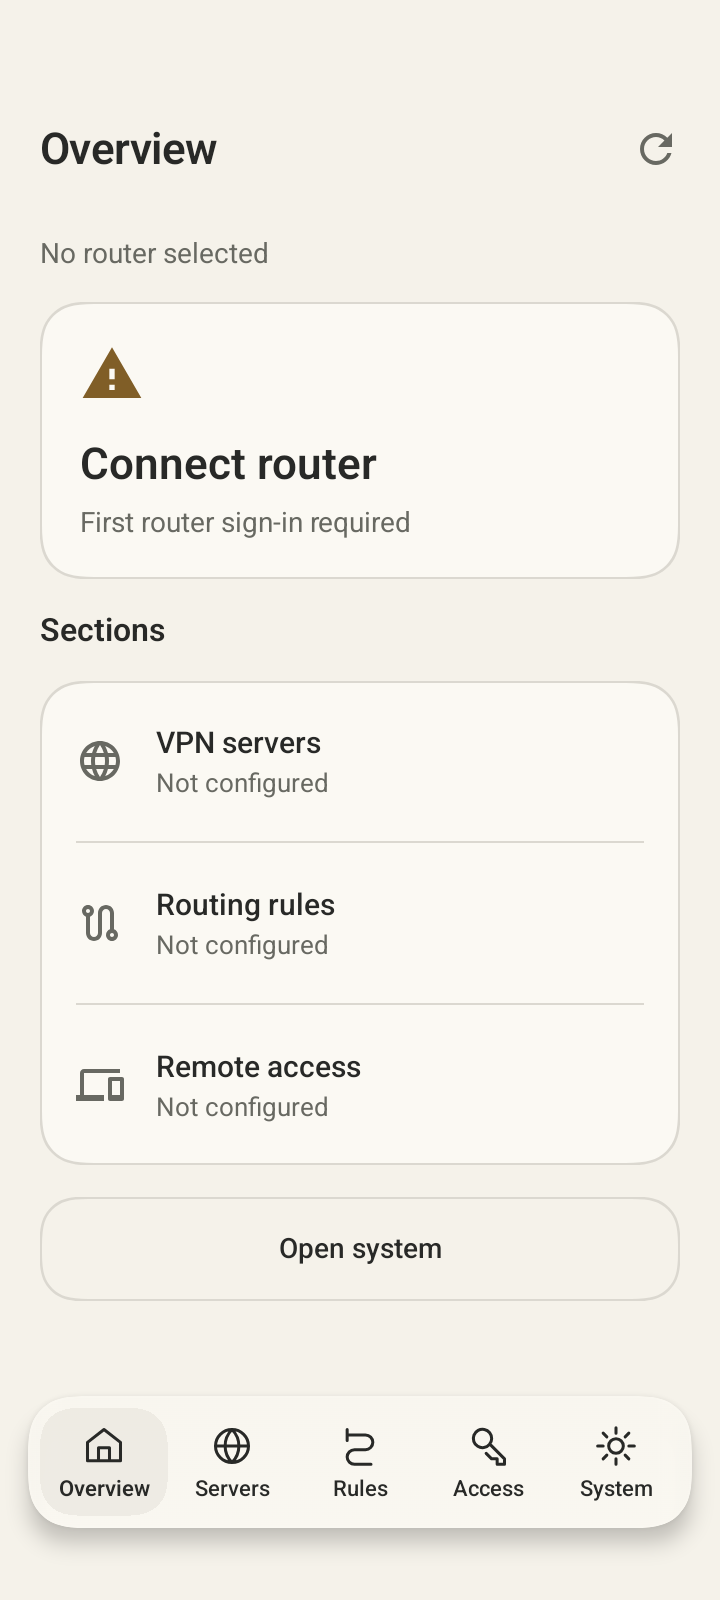 Overview
No router selected
Connect router
First router sign-in required
Sections
VPN servers
Not configured
Routing rules
Not configured
Remote access
Not configured
Open system
Overview
Servers
Rules
Access
System